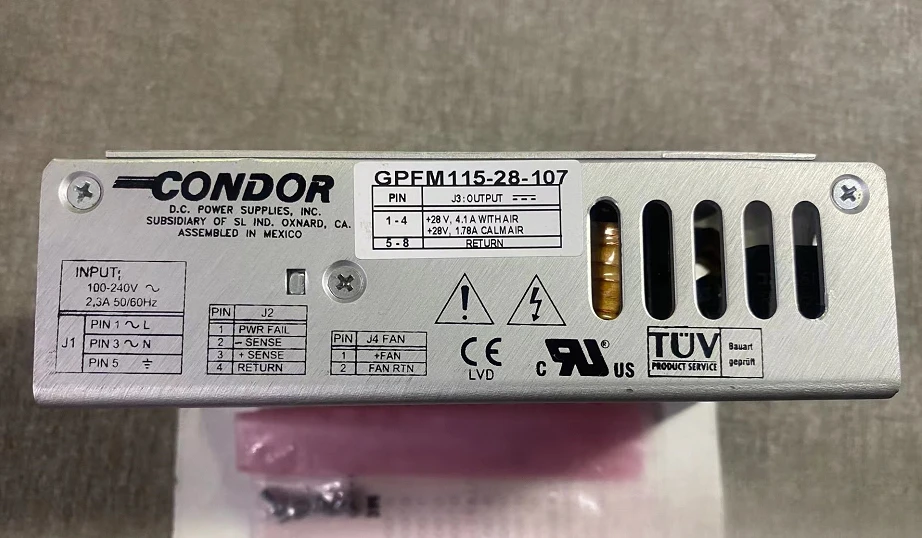 CONDOR
D.C. POWER SUPPLIES, INC.
SUBSIDIARY OF SL IND. OXNARD, CA.
ASSEMBLED IN MEXICO
GPFM115-28-107
PIN J3:OUTPUT
1 - 4 +28 V, 4.1 A WITH AIR
+28V, 1.78A CALM AIR
5 - 8 RETURN
INPUT:
100-240V ~
2,3A 50/60Hz
J1
PIN 1 ~ L
PIN 3 ~ N
PIN 5 ⏚
PIN J2
1 PWR FAIL
2 – SENSE
3 + SENSE
4 RETURN
PIN J4 FAN
1 +FAN
2 FAN RTN
CE
LVD
C RU US
TÜV
PRODUCT SERVICE
Bauart
geprüft